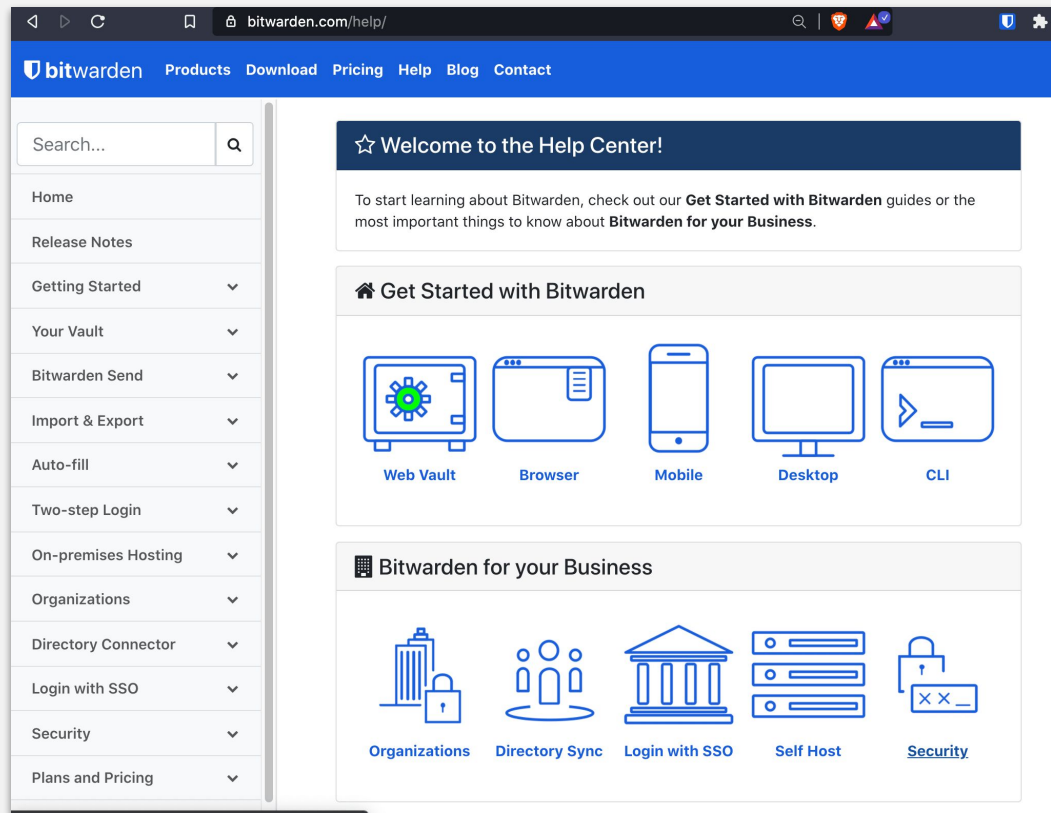 bitwarden.com/help/
bitwarden Products Download Pricing Help Blog Contact
Search...
Home
Release Notes
Getting Started
Your Vault
Bitwarden Send
Import & Export
Auto-fill
Two-step Login
On-premises Hosting
Organizations
Directory Connector
Login with SSO
Security
Plans and Pricing
Welcome to the Help Center!
To start learning about Bitwarden, check out our Get Started with Bitwarden guides or the
most important things to know about Bitwarden for your Business.
Get Started with Bitwarden
Web Vault Browser Mobile Desktop CLI
Bitwarden for your Business
Organizations Directory Sync Login with SSO Self Host Security